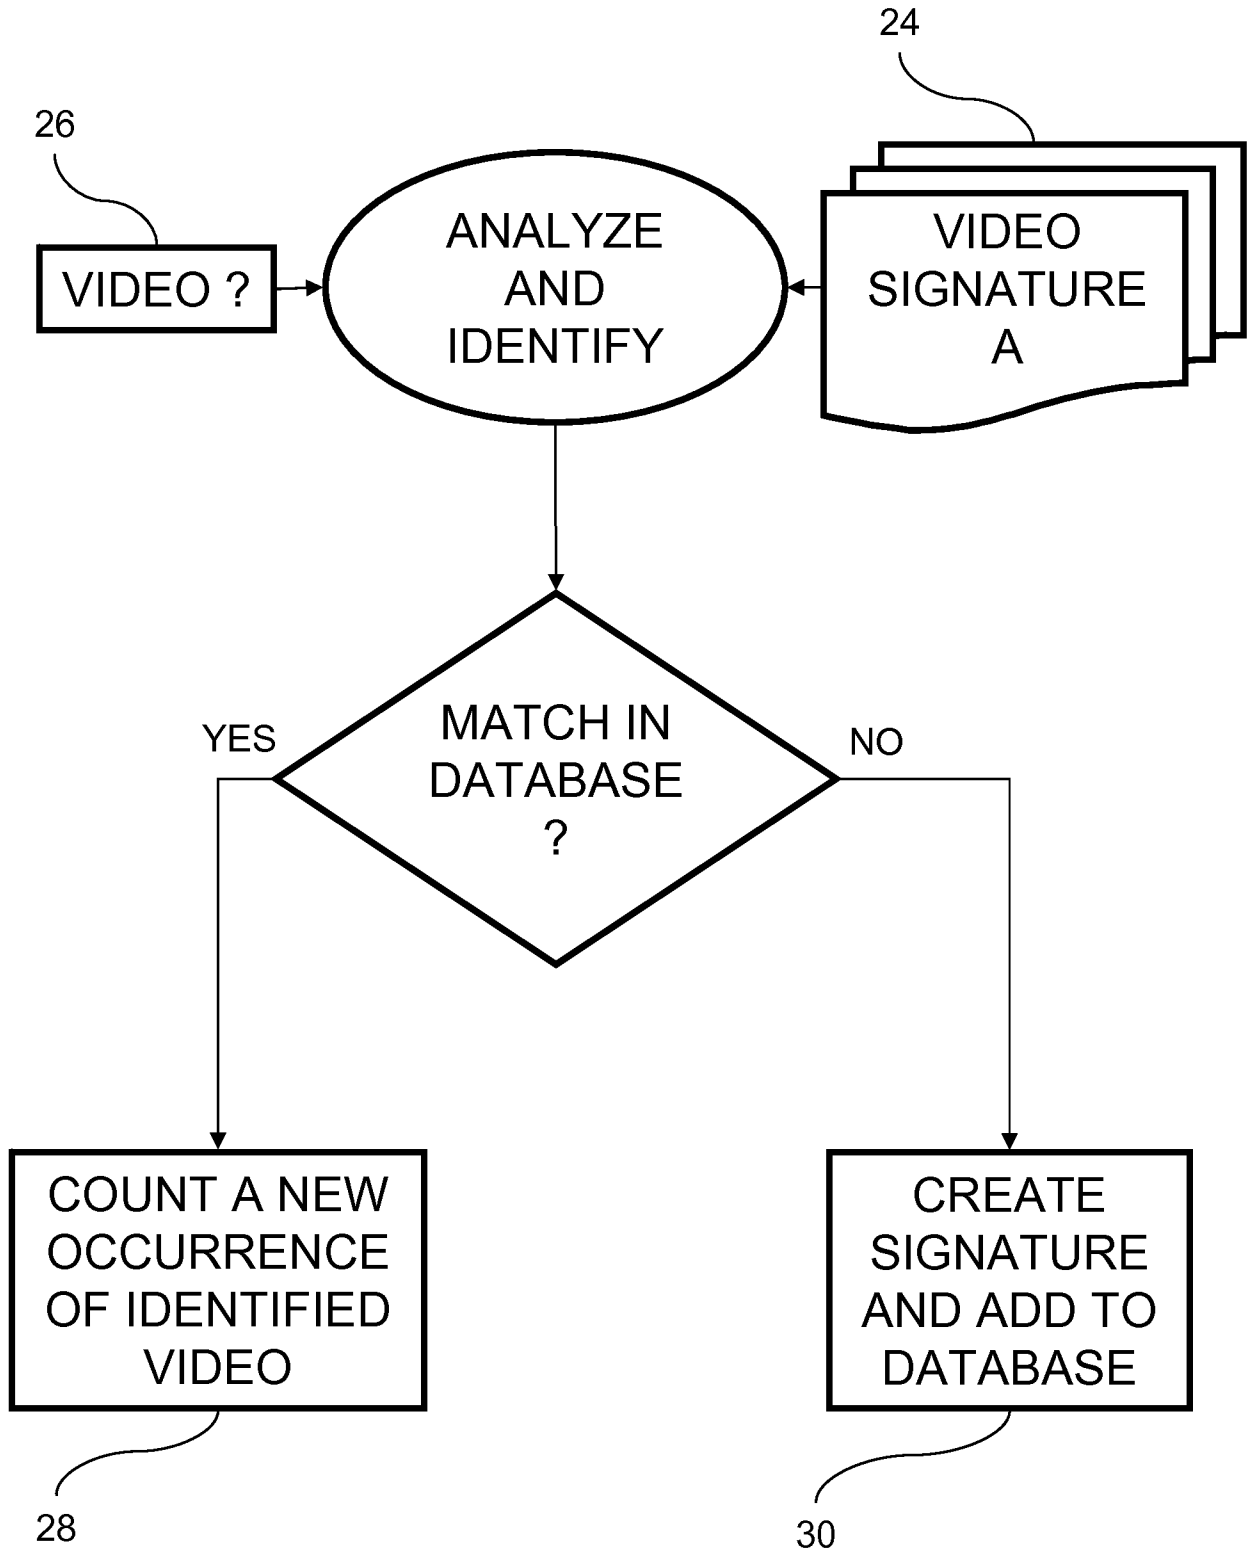 24
26
VIDEO ?
ANALYZE
AND
IDENTIFY
VIDEO
SIGNATURE
A
MATCH IN
DATABASE
?
YES
NO
COUNT A NEW
OCCURRENCE
OF IDENTIFIED
VIDEO
CREATE
SIGNATURE
AND ADD TO
DATABASE
28
30